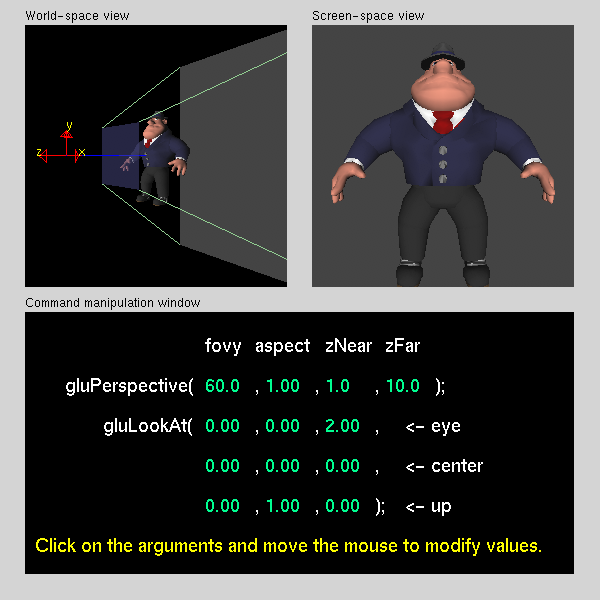 World-space view
Screen-space view
y
z x
Command manipulation window
fovy aspect zNear zFar
gluPerspective( 60.0 , 1.00 , 1.0 , 10.0 );
gluLookAt( 0.00 , 0.00 , 2.00 , <- eye
0.00 , 0.00 , 0.00 , <- center
0.00 , 1.00 , 0.00 ); <- up
Click on the arguments and move the mouse to modify values.